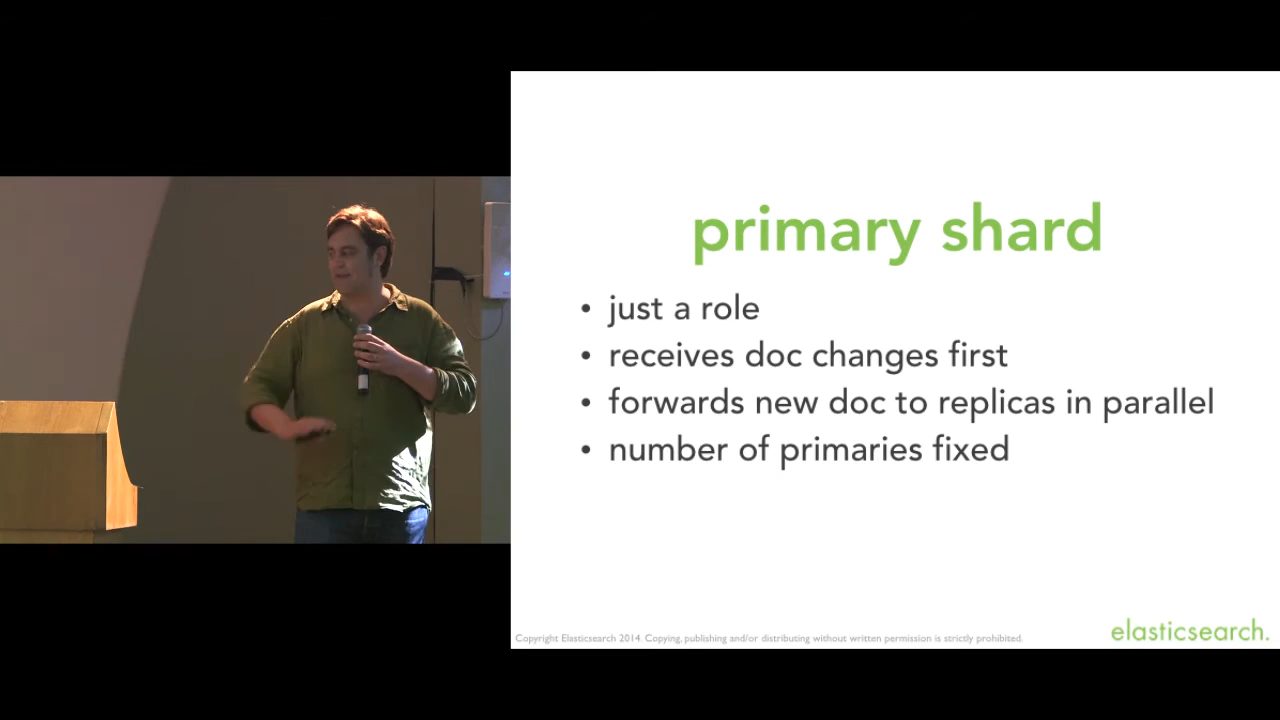 primary shard
• just a role
• receives doc changes first
• forwards new doc to replicas in parallel
• number of primaries fixed
Copyright Elasticsearch 2014. Copying, publishing and/or distributing without written permission is strictly prohibited.
elasticsearch.